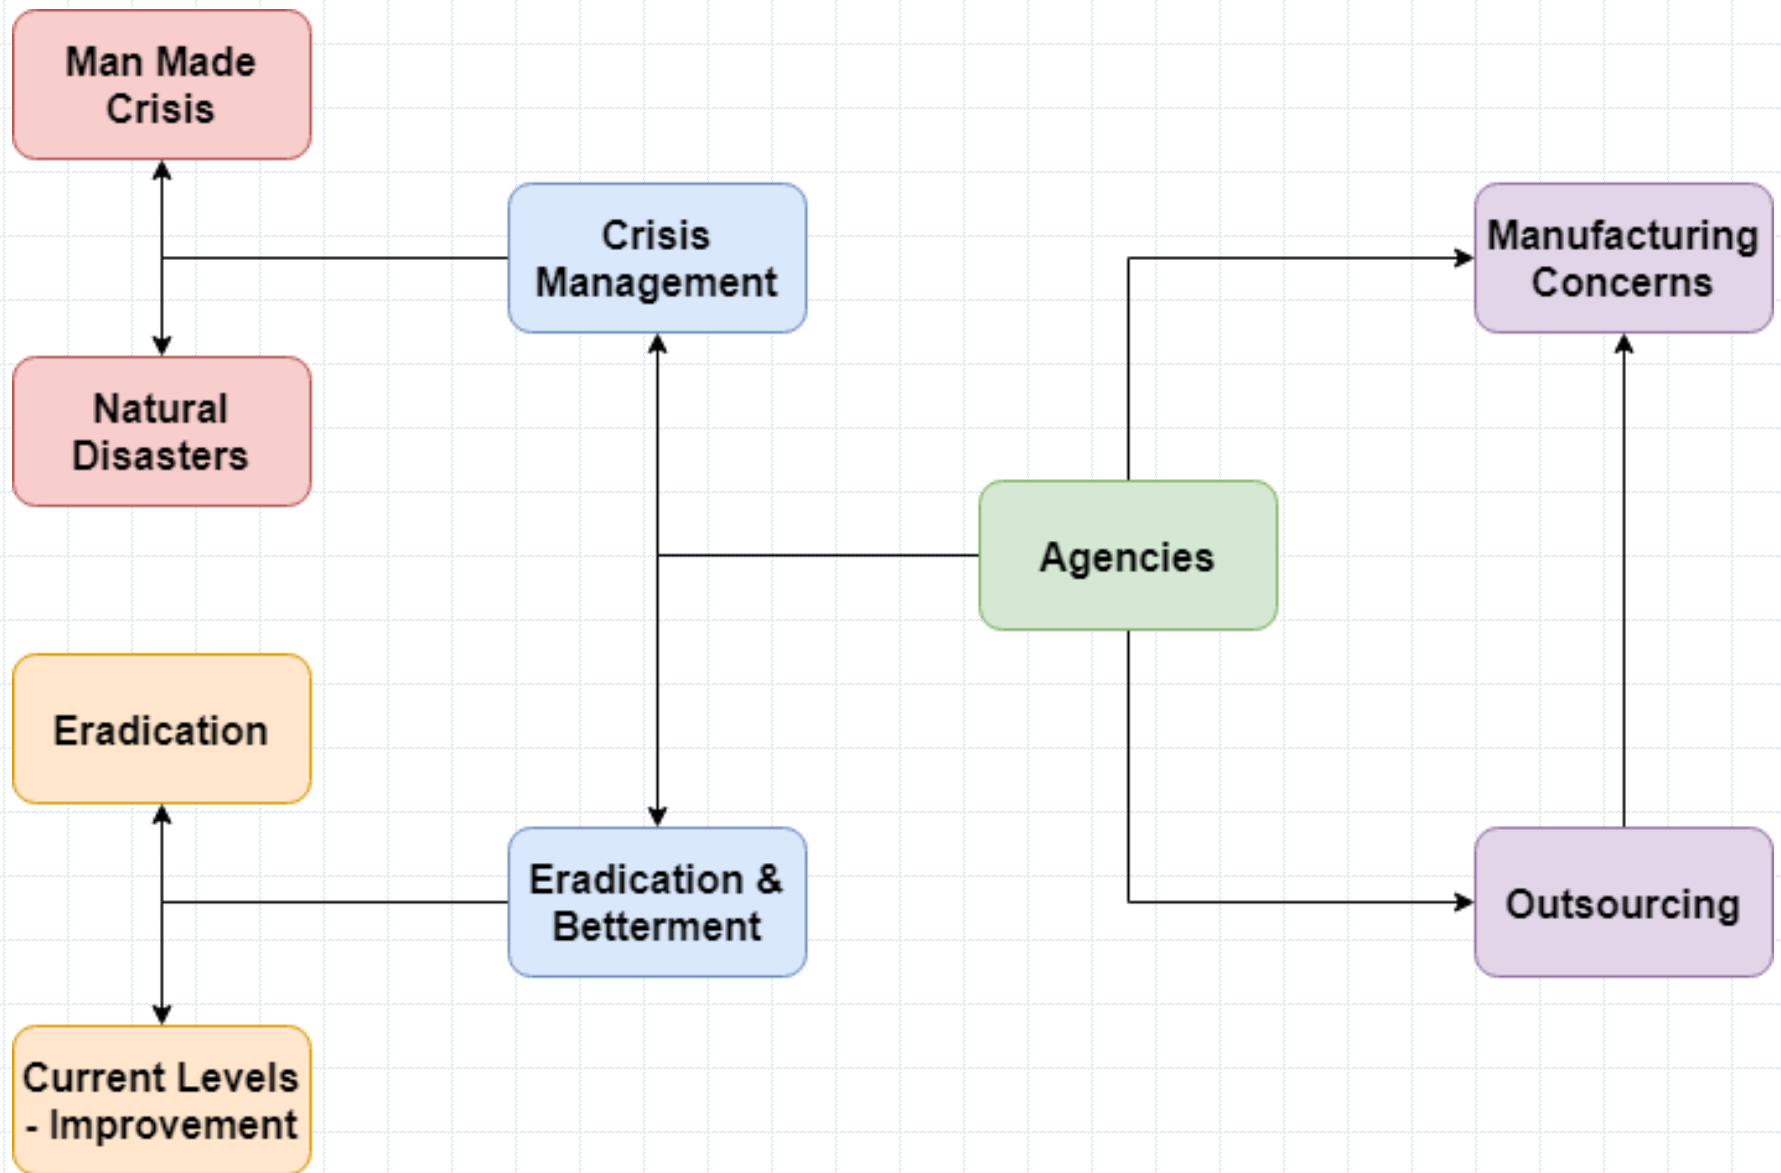 Man Made
Crisis
Crisis
Management
Manufacturing
Concerns
Natural
Disasters
Agencies
Eradication
Eradication &
Betterment
Outsourcing
Current Levels
- Improvement